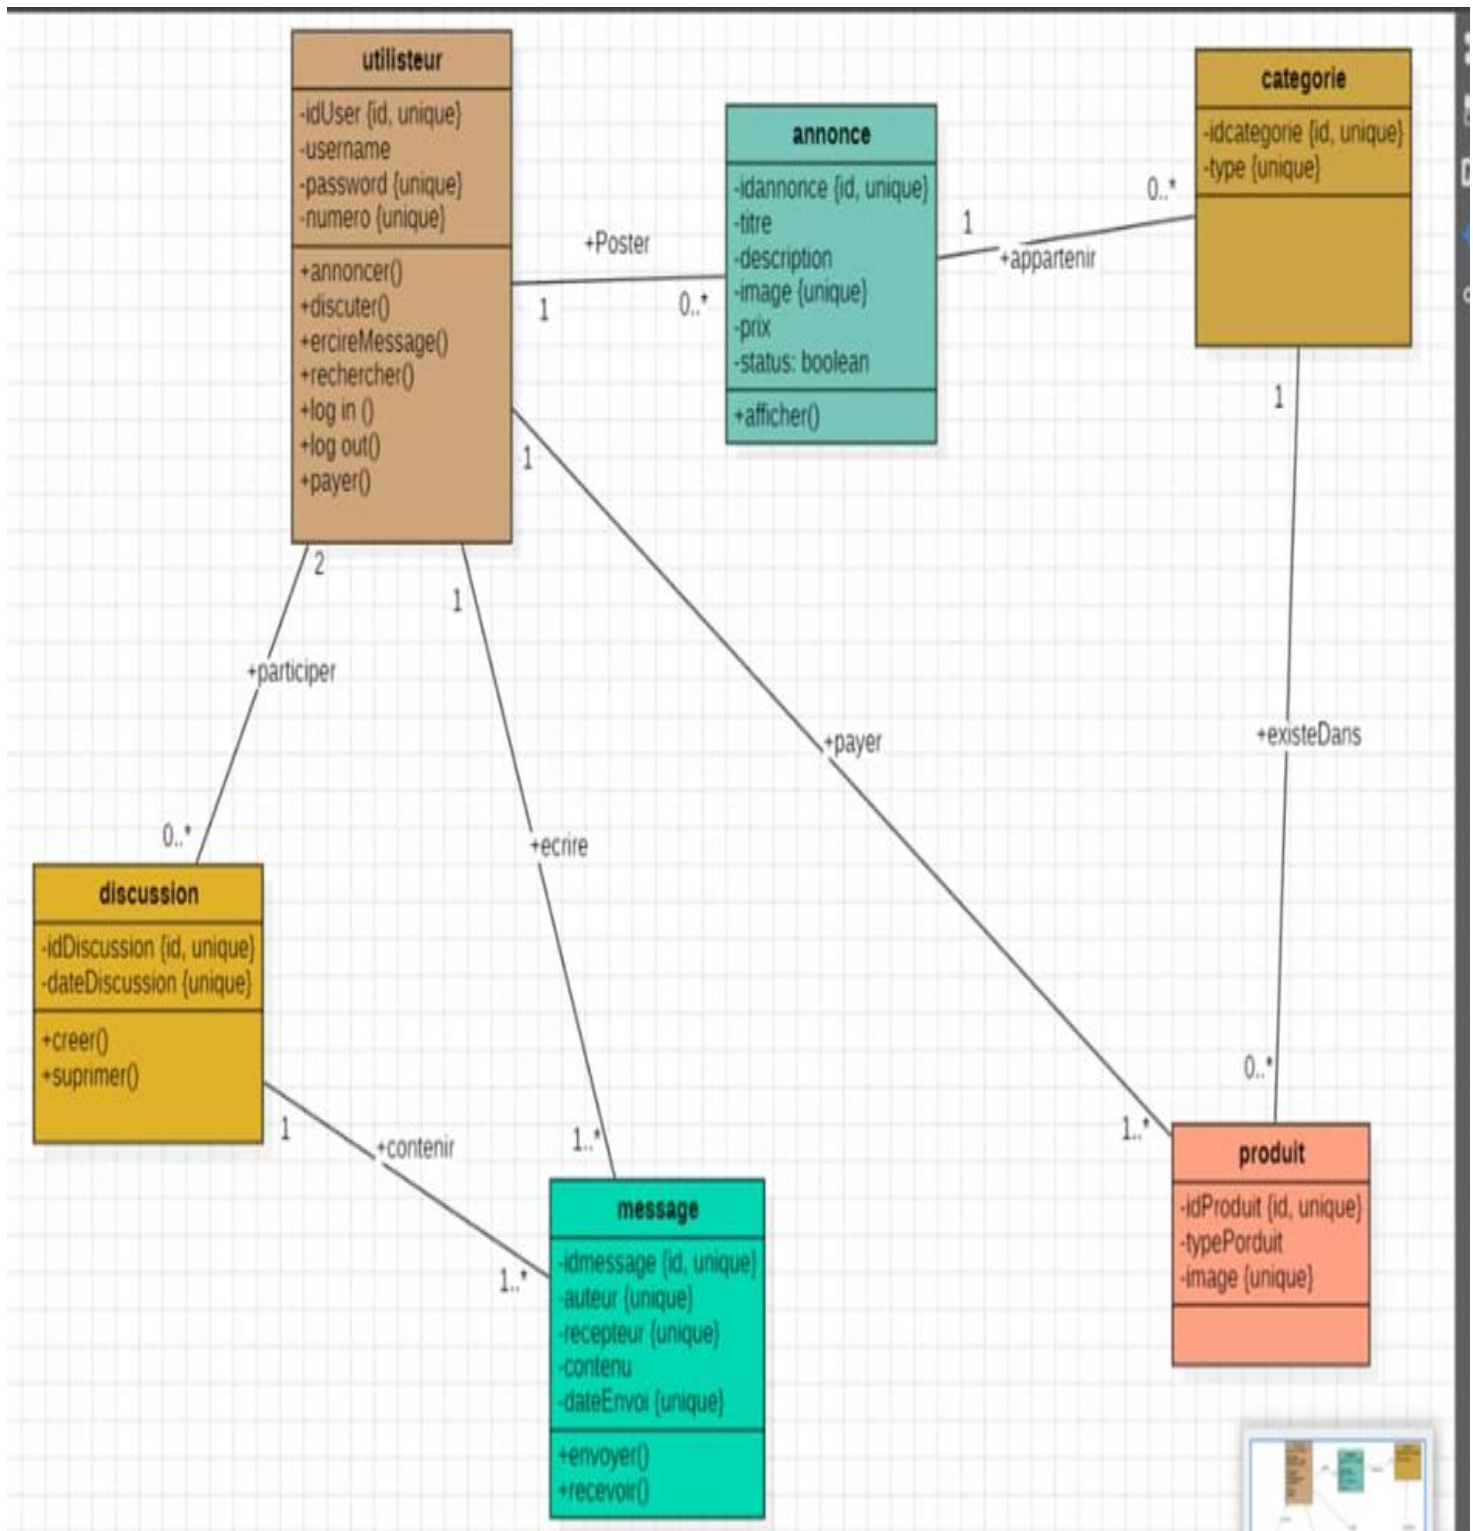 utilisteur
-idUser {id, unique}
-username
-password {unique}
-numero {unique}
+annoncer()
+discuter()
+ercireMessage()
+rechercher()
+log in ()
+log out()
+payer()
+Poster
1
0..*
annonce
-idannonce {id, unique}
-titre
-description
-image {unique}
-prix
-status: boolean
+afficher()
1
0..*
+appartenir
categorie
-idcategorie {id, unique}
-type {unique}
1
+existeDans
0..*
1
+payer
1..*
2
+participer
0..*
1
+ecrire
1..*
discussion
-idDiscussion {id, unique}
-dateDiscussion {unique}
+creer()
+suprimer()
1
+contenir
1..*
message
-idmessage {id, unique}
-auteur {unique}
-recepteur {unique}
-contenu
-dateEnvoi {unique}
+envoyer()
+recevoir()
produit
-idProduit {id, unique}
-typePorduit
-image {unique}